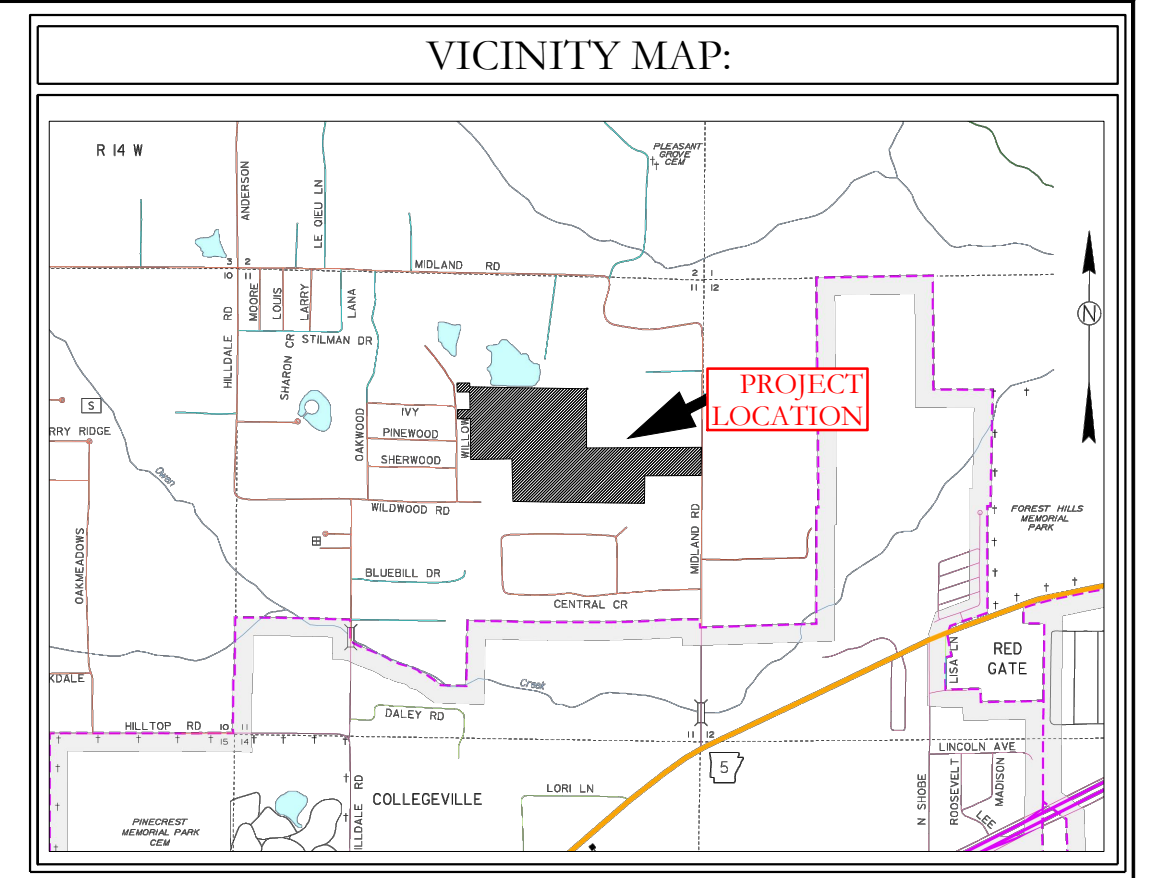 VICINITY MAP:
R 14 W
ANDERSON
LE QIEU LN
PLEASANT
GROVE
CEM
3 2
10 11
MIDLAND RD
2 1
11 12
MOORE
LOUIS
LARRY
LANA
HILLDALE RD
SHARON CR
STILMAN DR
N
PROJECT
LOCATION
S
RRY RIDGE
OAKWOOD
IVY
PINEWOOD
SHERWOOD
WILLOW
WILDWOOD RD
Owen
OAKMEADOWS
MIDLAND RD
FOREST HILLS
MEMORIAL
PARK
BLUEBILL DR
CENTRAL CR
LISA LN
RED
GATE
KDALE
Creek
DALEY RD
HILLTOP RD
10 11
15 14
11 12
5
LINCOLN AVE
ILLDALE RD
COLLEGEVILLE
LORI LN
N SHOBE
ROOSEVELT
MADISON
LEE
PINECREST
MEMORIAL PARK
CEM